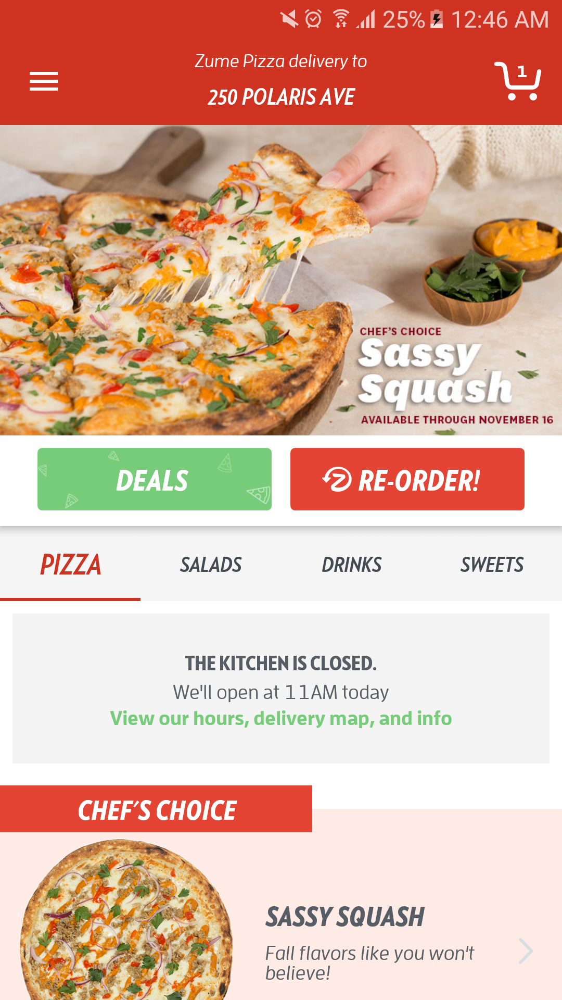 25% 12:46 AM
Zume Pizza delivery to
250 POLARIS AVE
1
CHEF'S CHOICE
Sassy
Squash
AVAILABLE THROUGH NOVEMBER 16
DEALS
RE-ORDER!
PIZZA SALADS DRINKS SWEETS
THE KITCHEN IS CLOSED.
We'll open at 11AM today
View our hours, delivery map, and info
CHEF'S CHOICE
SASSY SQUASH
Fall flavors like you won't
believe!